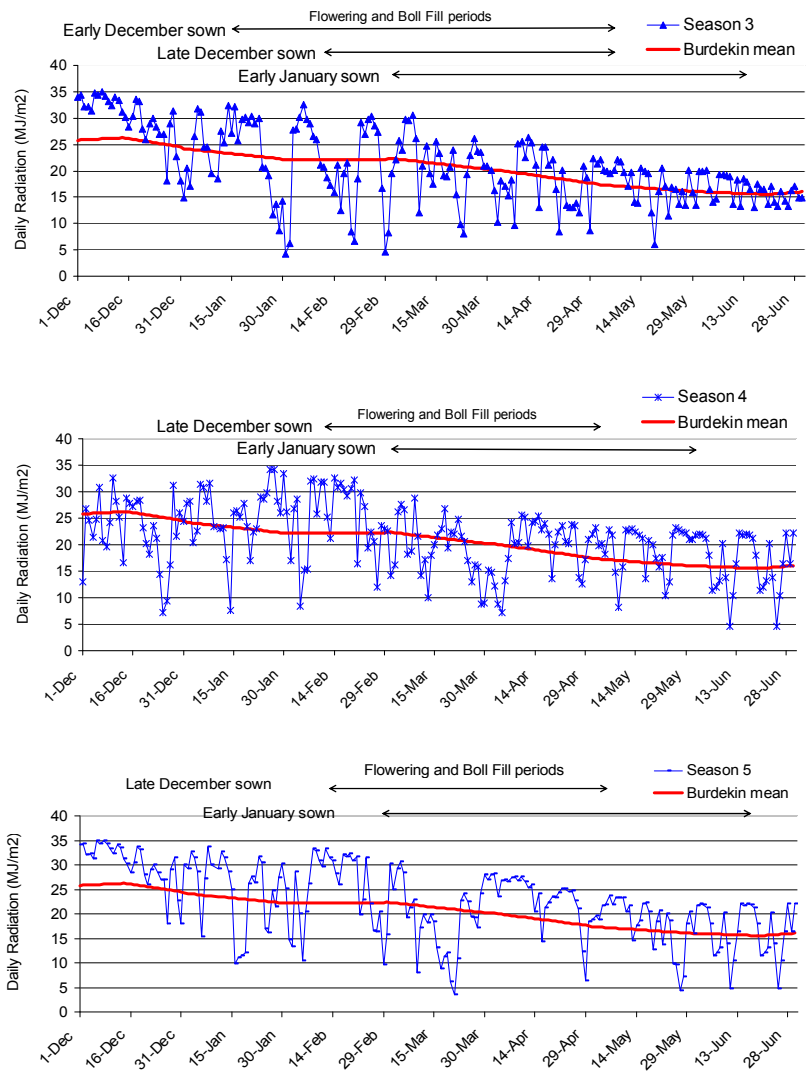 Flowering and Boll Fill periods
Early December sown
Season 3
Late December sown
Burdekin mean
Early January sown
Daily Radiation (MJ/m2)
40
35
30
25
20
15
10
5
0
1-Dec 16-Dec 31-Dec 15-Jan 30-Jan 14-Feb 29-Feb 15-Mar 30-Mar 14-Apr 29-Apr 14-May 29-May 13-Jun 28-Jun
Season 4
Late December sown
Flowering and Boll Fill periods
Burdekin mean
Early January sown
Daily Radiation (MJ/m2)
40
35
30
25
20
15
10
5
0
1-Dec 16-Dec 31-Dec 15-Jan 30-Jan 14-Feb 29-Feb 15-Mar 30-Mar 14-Apr 29-Apr 14-May 29-May 13-Jun 28-Jun
Flowering and Boll Fill periods
Season 5
Late December sown
Burdekin mean
Early January sown
Daily Radiation (MJ/m2)
40
35
30
25
20
15
10
5
0
1-Dec 16-Dec 31-Dec 15-Jan 30-Jan 14-Feb 29-Feb 15-Mar 30-Mar 14-Apr 29-Apr 14-May 29-May 13-Jun 28-Jun